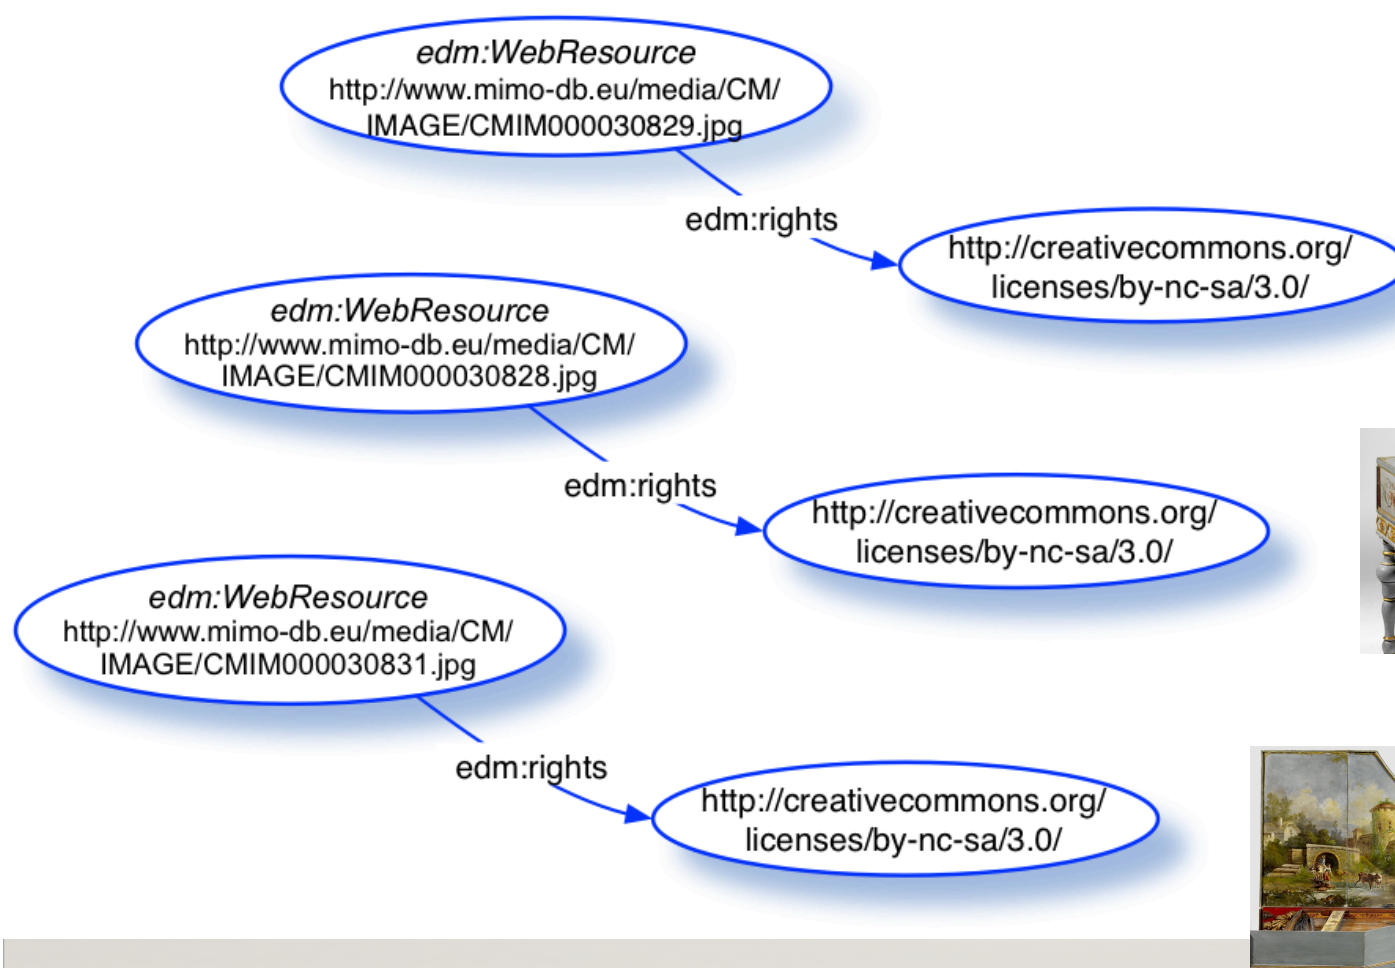 edm:WebResource
http://www.mimo-db.eu/media/CM/
IMAGE/CMIM000030829.jpg
edm:rights
http://creativecommons.org/
licenses/by-nc-sa/3.0/
edm:WebResource
http://www.mimo-db.eu/media/CM/
IMAGE/CMIM000030828.jpg
edm:rights
http://creativecommons.org/
licenses/by-nc-sa/3.0/
edm:WebResource
http://www.mimo-db.eu/media/CM/
IMAGE/CMIM000030831.jpg
edm:rights
http://creativecommons.org/
licenses/by-nc-sa/3.0/